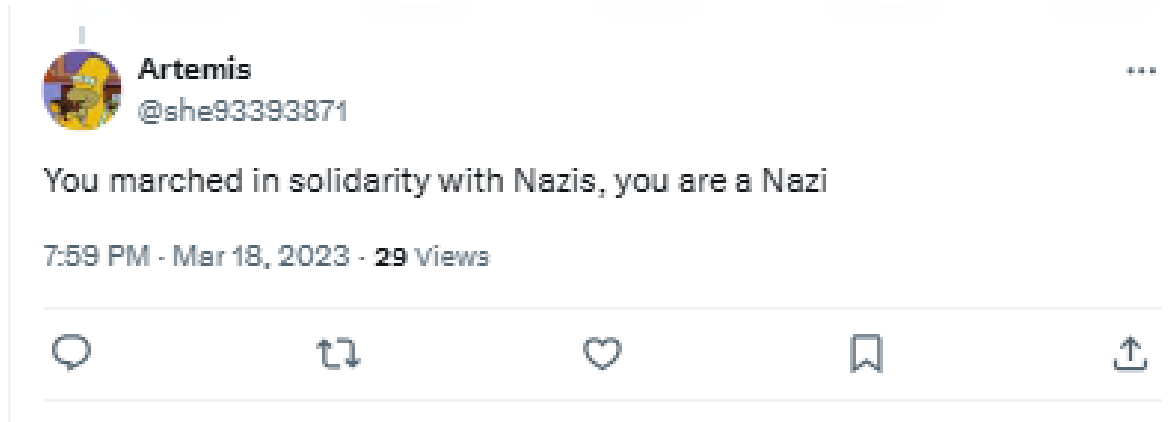 Artemis
@she93393871
You marched in solidarity with Nazis, you are a Nazi
7:59 PM · Mar 18, 2023 · 29 Views